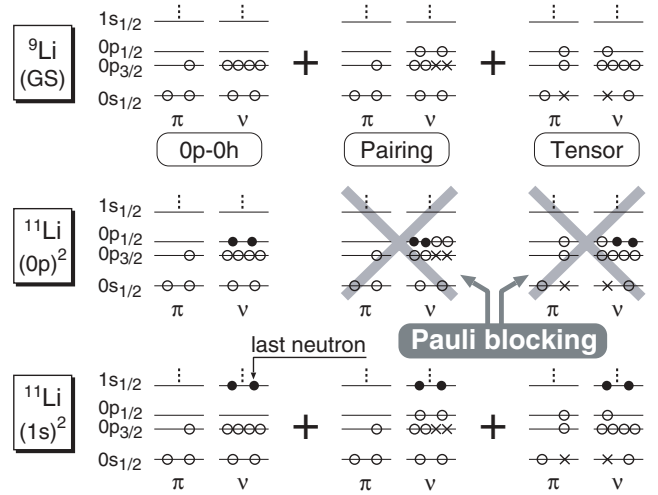 1s1/2
⁹Li
(GS)
0p1/2
0p3/2
0s1/2
+
+
π ν π ν π ν
0p-0h Pairing Tensor
1s1/2
¹¹Li
(0p)²
0p1/2
0p3/2
0s1/2
π ν π ν π ν
Pauli blocking
last neutron
1s1/2
¹¹Li
(1s)²
0p1/2
0p3/2
0s1/2
+
+
π ν π ν π ν